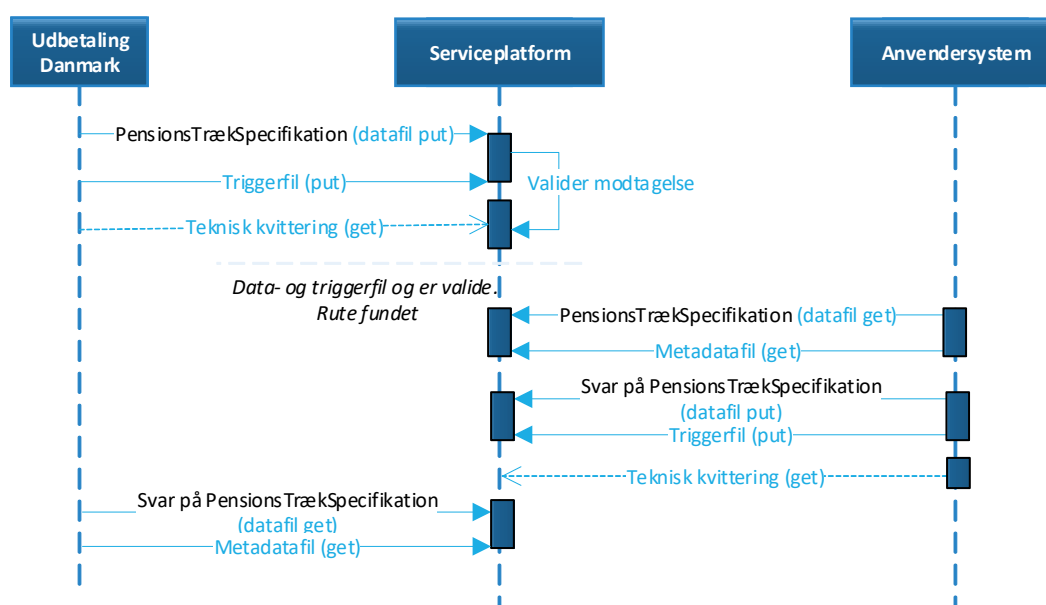 Udbetaling
Danmark
Serviceplatform
Anvendersystem
PensionsTrækSpecifikation (datafil put)
Triggerfil (put)
Valider modtagelse
Teknisk kvittering (get)
Data- og triggerfil og er valide.
Rute fundet
PensionsTrækSpecifikation (datafil get)
Metadatafil (get)
Svar på PensionsTrækSpecifikation
(datafil put)
Triggerfil (put)
Teknisk kvittering (get)
Svar på PensionsTrækSpecifikation
(datafil get)
Metadatafil (get)